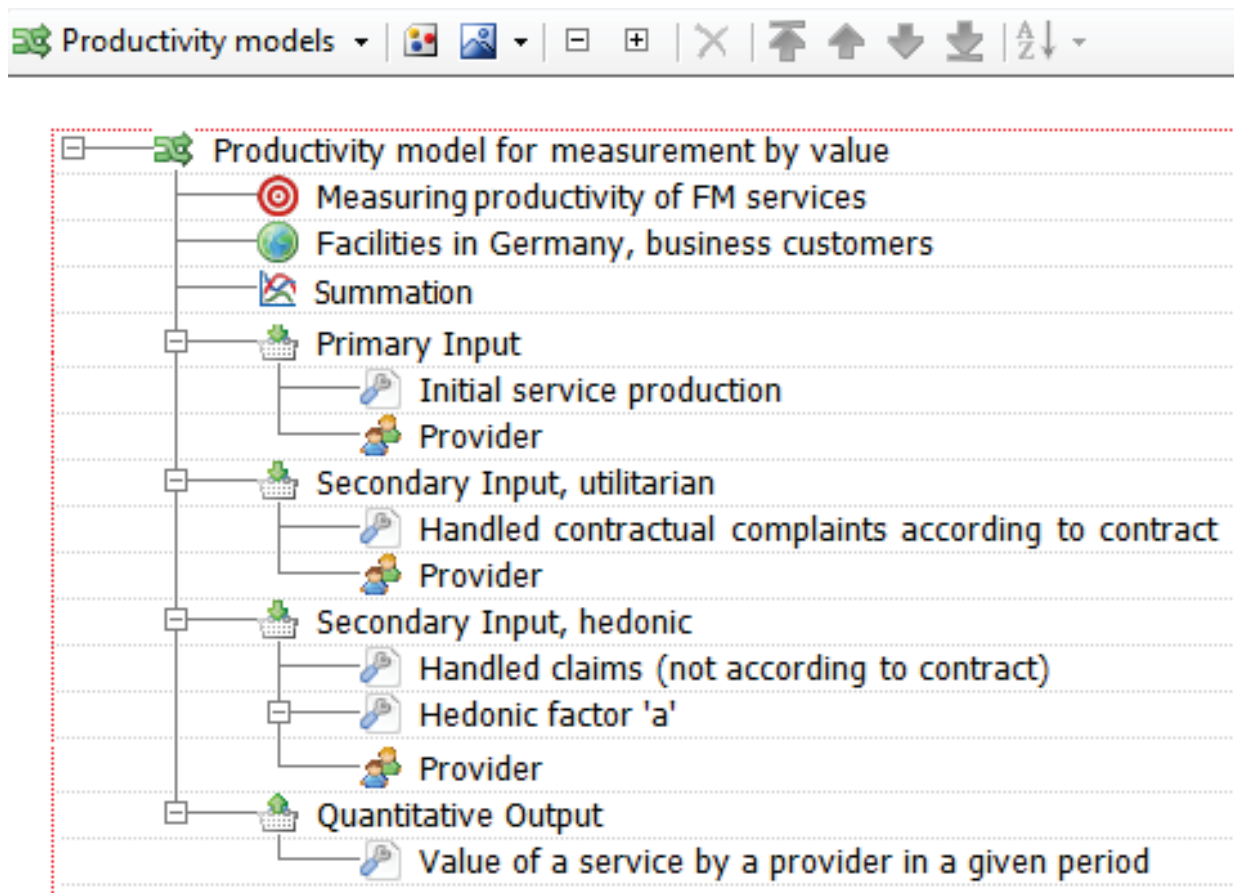 Productivity models
A
Z
Productivity model for measurement by value
Measuring productivity of FM services
Facilities in Germany, business customers
Summation
Primary Input
Initial service production
Provider
Secondary Input, utilitarian
Handled contractual complaints according to contract
Provider
Secondary Input, hedonic
Handled claims (not according to contract)
Hedonic factor 'a'
Provider
Quantitative Output
Value of a service by a provider in a given period